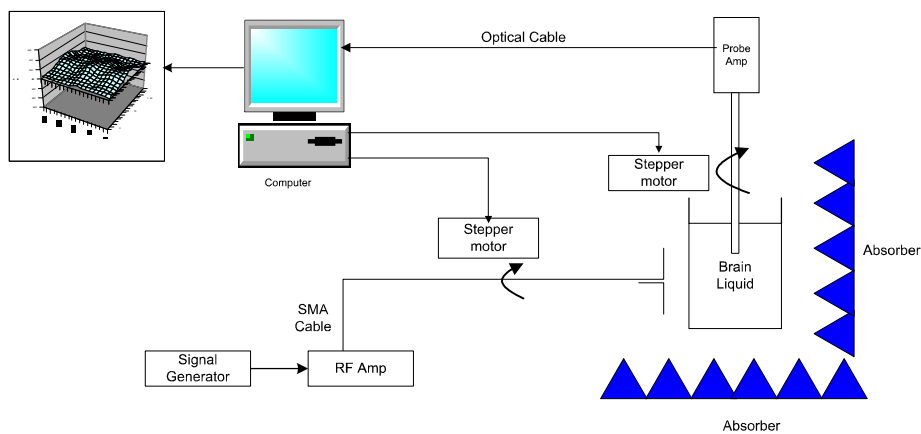 Optical Cable
Probe
Amp
Computer
Stepper
motor
Stepper
motor
Brain
Liquid
Absorber
SMA
Cable
Signal
Generator
RF Amp
Absorber